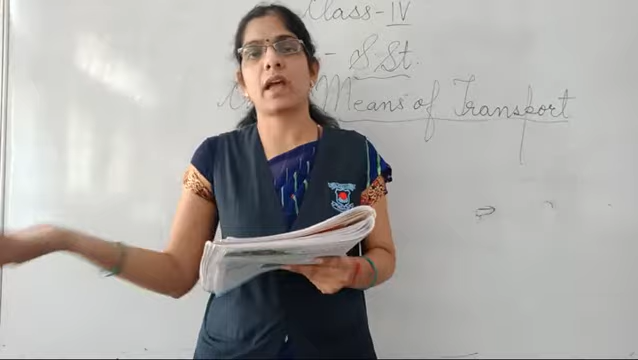 Class-IV
- S.St.
Means of Transport